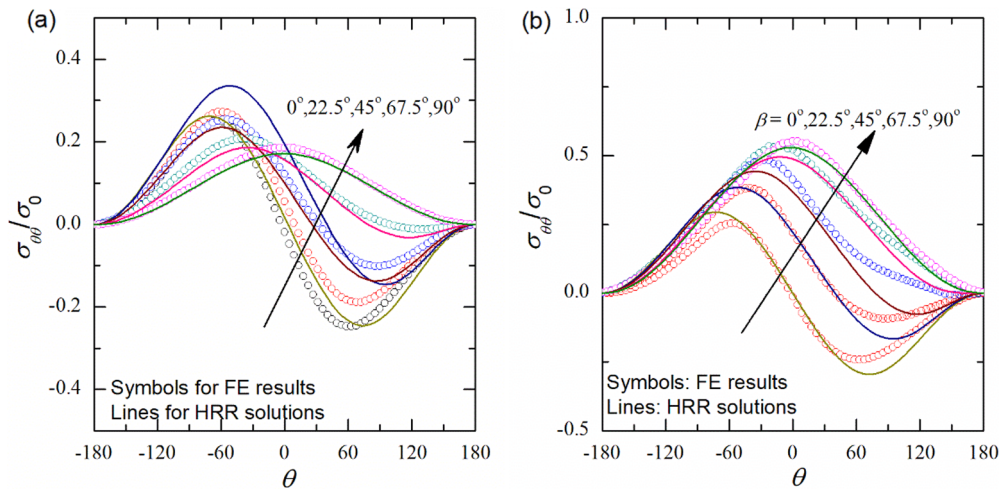 (a)
0.4
0.2
0.0
-0.2
-0.4
σθθ/σ0
0°,22.5°,45°,67.5°,90°
Symbols for FE results
Lines for HRR solutions
-180 -120 -60 0 60 120 180
θ
(b)
1.0
0.5
0.0
-0.5
σθθ/σ0
β = 0°,22.5°,45°,67.5°,90°
Symbols: FE results
Lines: HRR solutions
-180 -120 -60 0 60 120 180
θ